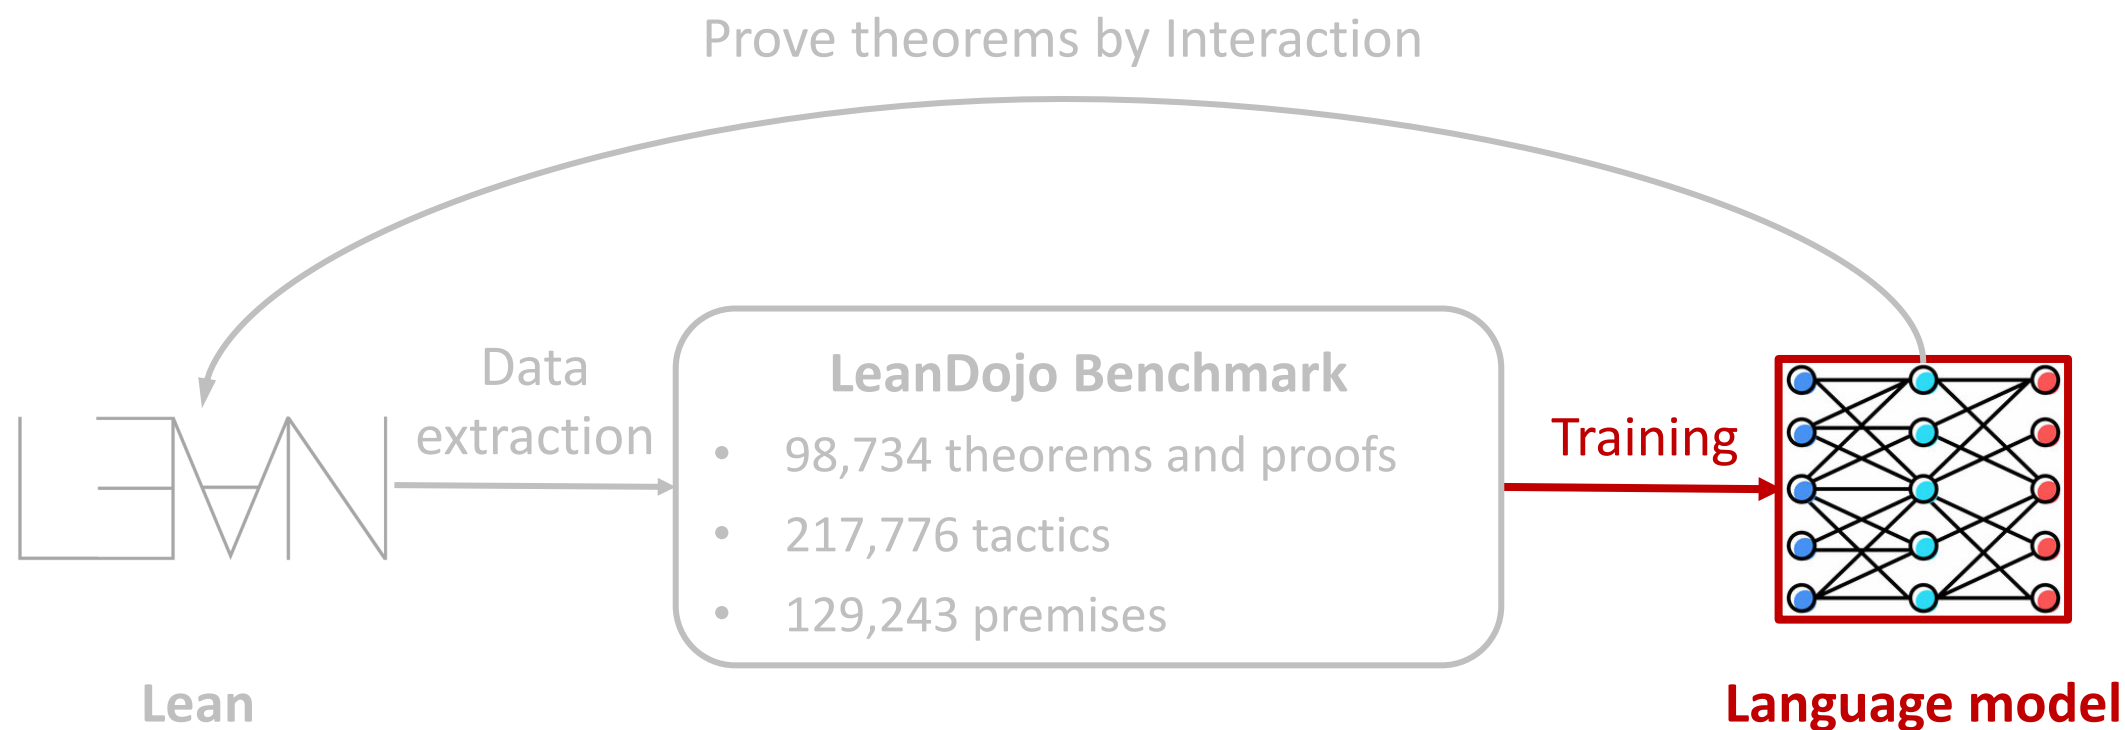 Prove theorems by Interaction
Data
extraction
LeanDojo Benchmark
• 98,734 theorems and proofs
• 217,776 tactics
• 129,243 premises
Training
LEAN
Lean
Language model